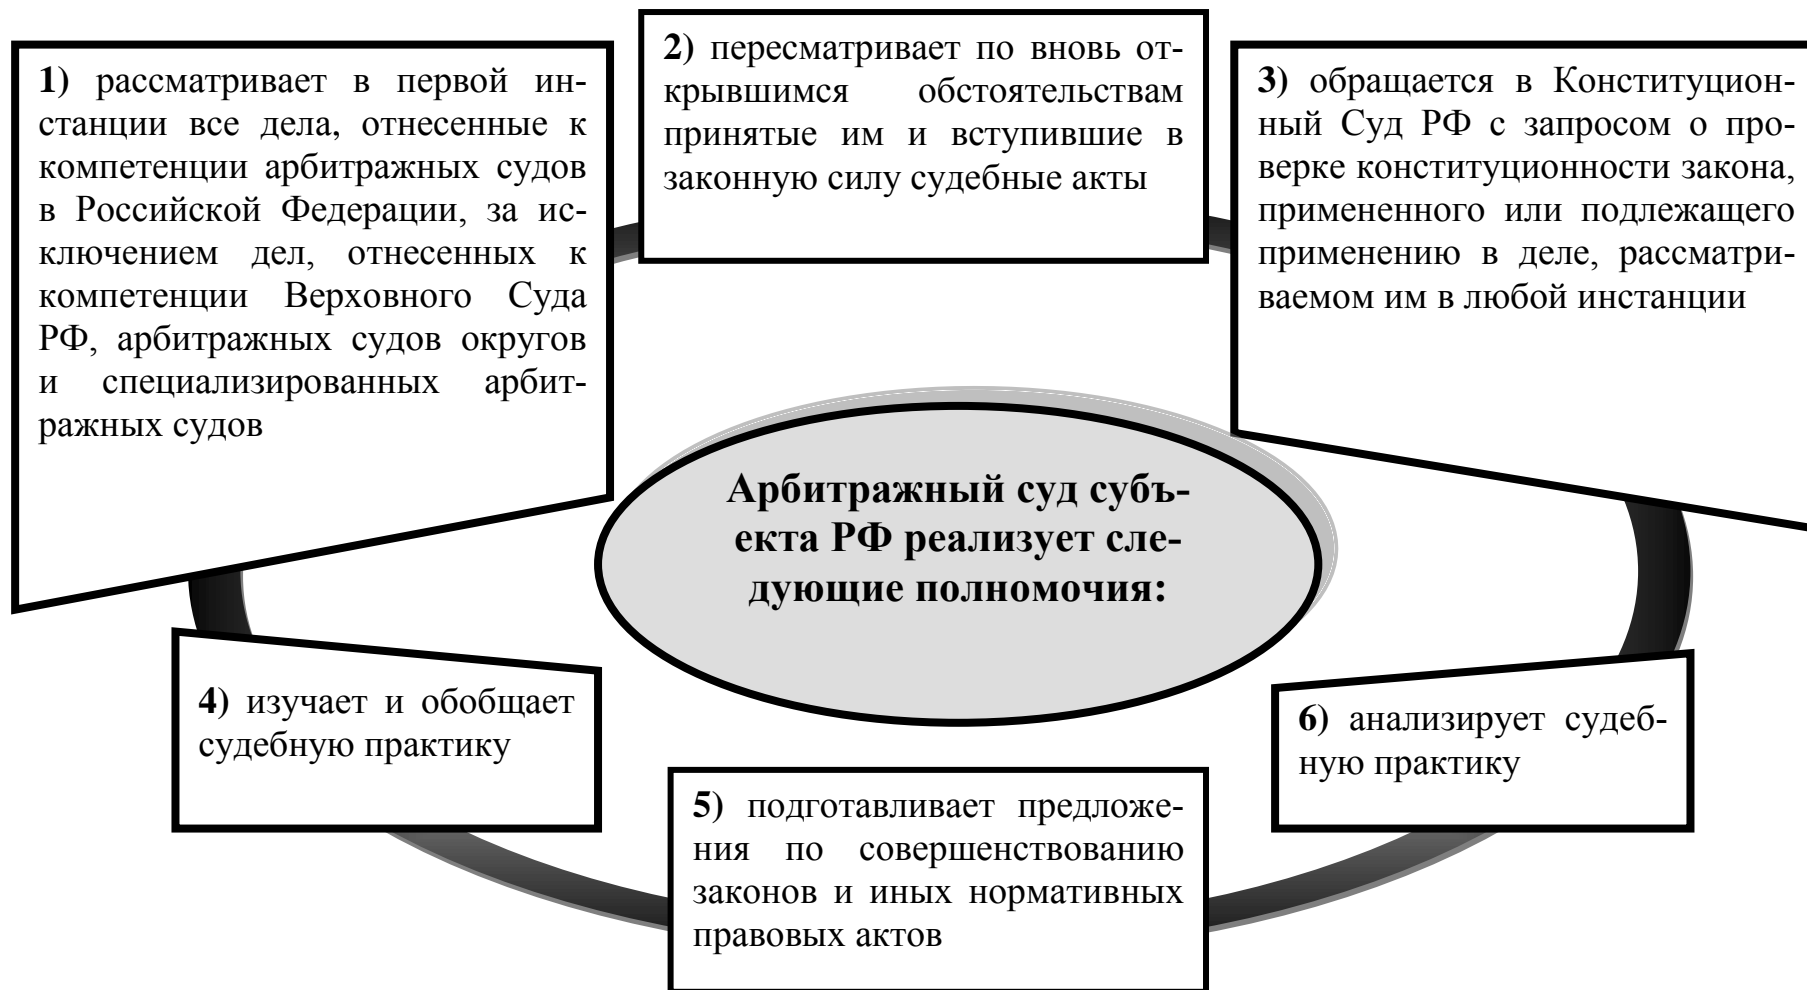 1) рассматривает в первой ин-
станции все дела, отнесенные к
компетенции арбитражных судов
в Российской Федерации, за ис-
ключением дел, отнесенных к
компетенции Верховного Суда
РФ, арбитражных судов округов
и специализированных арбит-
ражных судов
2) пересматривает по вновь от-
крывшимся обстоятельствам
принятые им и вступившие в
законную силу судебные акты
3) обращается в Конституцион-
ный Суд РФ с запросом о про-
верке конституционности закона,
примененного или подлежащего
применению в деле, рассматри-
ваемом им в любой инстанции
Арбитражный суд субъ-
екта РФ реализует сле-
дующие полномочия:
4) изучает и обобщает
судебную практику
5) подготавливает предложе-
ния по совершенствованию
законов и иных нормативных
правовых актов
6) анализирует судеб-
ную практику